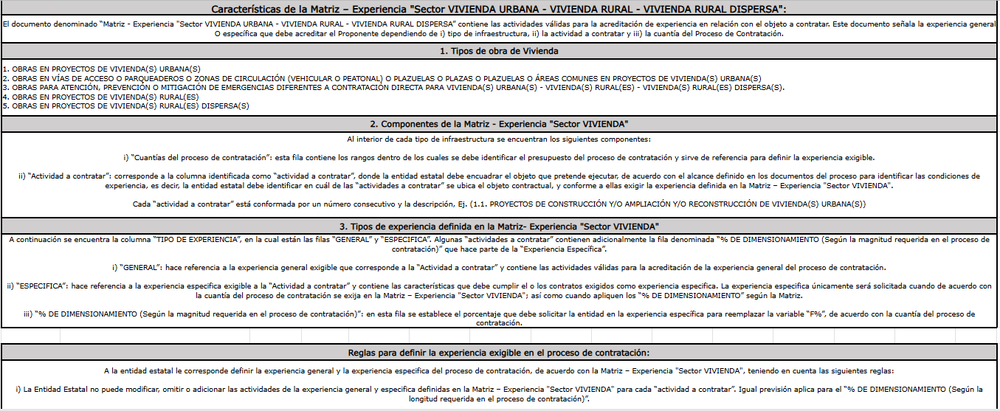 Características de la Matriz – Experiencia "Sector VIVIENDA URBANA - VIVIENDA RURAL - VIVIENDA RURAL DISPERSA":
El documento denominado “Matriz - Experiencia "Sector VIVIENDA URBANA - VIVIENDA RURAL - VIVIENDA RURAL DISPERSA” contiene las actividades válidas para la acreditación de experiencia en relación con el objeto a contratar. Este documento señala la experiencia general
O específica que debe acreditar el Proponente dependiendo de i) tipo de infraestructura, ii) la actividad a contratar y iii) la cuantía del Proceso de Contratación.
1. Tipos de obra de Vivienda
1. OBRAS EN PROYECTOS DE VIVIENDA(S) URBANA(S)
2. OBRAS EN VÍAS DE ACCESO O PARQUEADEROS O ZONAS DE CIRCULACIÓN (VEHICULAR O PEATONAL) O PLAZUELAS O PLAZAS O PLAZUELAS O ÁREAS COMUNES EN PROYECTOS DE VIVIENDA(S) URBANA(S)
3. OBRAS PARA ATENCIÓN, PREVENCIÓN O MITIGACIÓN DE EMERGENCIAS DIFERENTES A CONTRATACIÓN DIRECTA PARA VIVIENDA(S) URBANA(S) - VIVIENDA(S) RURAL(ES) - VIVIENDA(S) RURAL(ES) DISPERSA(S).
4. OBRAS EN PROYECTOS DE VIVIENDA(S) RURAL(ES)
5. OBRAS EN PROYECTOS DE VIVIENDA(S) RURAL(ES) DISPERSA(S)
2. Componentes de la Matriz - Experiencia "Sector VIVIENDA"
Al interior de cada tipo de infraestructura se encuentran los siguientes componentes:
i) “Cuantías del proceso de contratación”: esta fila contiene los rangos dentro de los cuales se debe identificar el presupuesto del proceso de contratación y sirve de referencia para definir la experiencia exigible.
ii) “Actividad a contratar”: corresponde a la columna identificada como “actividad a contratar”, donde la entidad estatal debe encuadrar el objeto que pretende ejecutar, de acuerdo con el alcance definido en los documentos del proceso para identificar las condiciones de
experiencia, es decir, la entidad estatal debe identificar en cuál de las “actividades a contratar” se ubica el objeto contractual, y conforme a ellas exigir la experiencia definida en la Matriz – Experiencia "Sector VIVIENDA".
Cada “actividad a contratar” está conformada por un número consecutivo y la descripción, Ej. (1.1. PROYECTOS DE CONSTRUCCIÓN Y/O AMPLIACIÓN Y/O RECONSTRUCCIÓN DE VIVIENDA(S) URBANA(S))
3. Tipos de experiencia definida en la Matriz- Experiencia "Sector VIVIENDA"
A continuación se encuentra la columna “TIPO DE EXPERIENCIA”, en la cual están las filas “GENERAL” y “ESPECIFICA”. Algunas “actividades a contratar” contienen adicionalmente la fila denominada “% DE DIMENSIONAMIENTO (Según la magnitud requerida en el proceso de
contratación)” que hace parte de la “Experiencia Específica”.
i) “GENERAL”: hace referencia a la experiencia general exigible que corresponde a la “Actividad a contratar” y contiene las actividades válidas para la acreditación de la experiencia general del proceso de contratación.
ii) “ESPECIFICA”: hace referencia a la experiencia especifica exigible a la “Actividad a contratar” y contiene las características que debe cumplir el o los contratos exigidos como experiencia especifica. La experiencia especifica únicamente será solicitada cuando de acuerdo con
la cuantía del proceso de contratación se exija en la Matriz – Experiencia "Sector VIVIENDA"; así como cuando apliquen los “% DE DIMENSIONAMIENTO” según la Matriz.
iii) “% DE DIMENSIONAMIENTO (Según la magnitud requerida en el proceso de contratación)”: en esta fila se establece el porcentaje que debe solicitar la entidad en la experiencia específica para reemplazar la variable “F%”, de acuerdo con la cuantía del proceso de
contratación.
Reglas para definir la experiencia exigible en el proceso de contratación:
A la entidad estatal le corresponde definir la experiencia general y la experiencia especifica del proceso de contratación, de acuerdo con la Matriz – Experiencia "Sector VIVIENDA", teniendo en cuenta las siguientes reglas:
i) La Entidad Estatal no puede modificar, omitir o adicionar las actividades de la experiencia general y especifica definidas en la Matriz – Experiencia "Sector VIVIENDA" para cada “actividad a contratar”. Igual previsión aplica para el “% DE DIMENSIONAMIENTO (Según la
longitud requerida en el proceso de contratación)”.